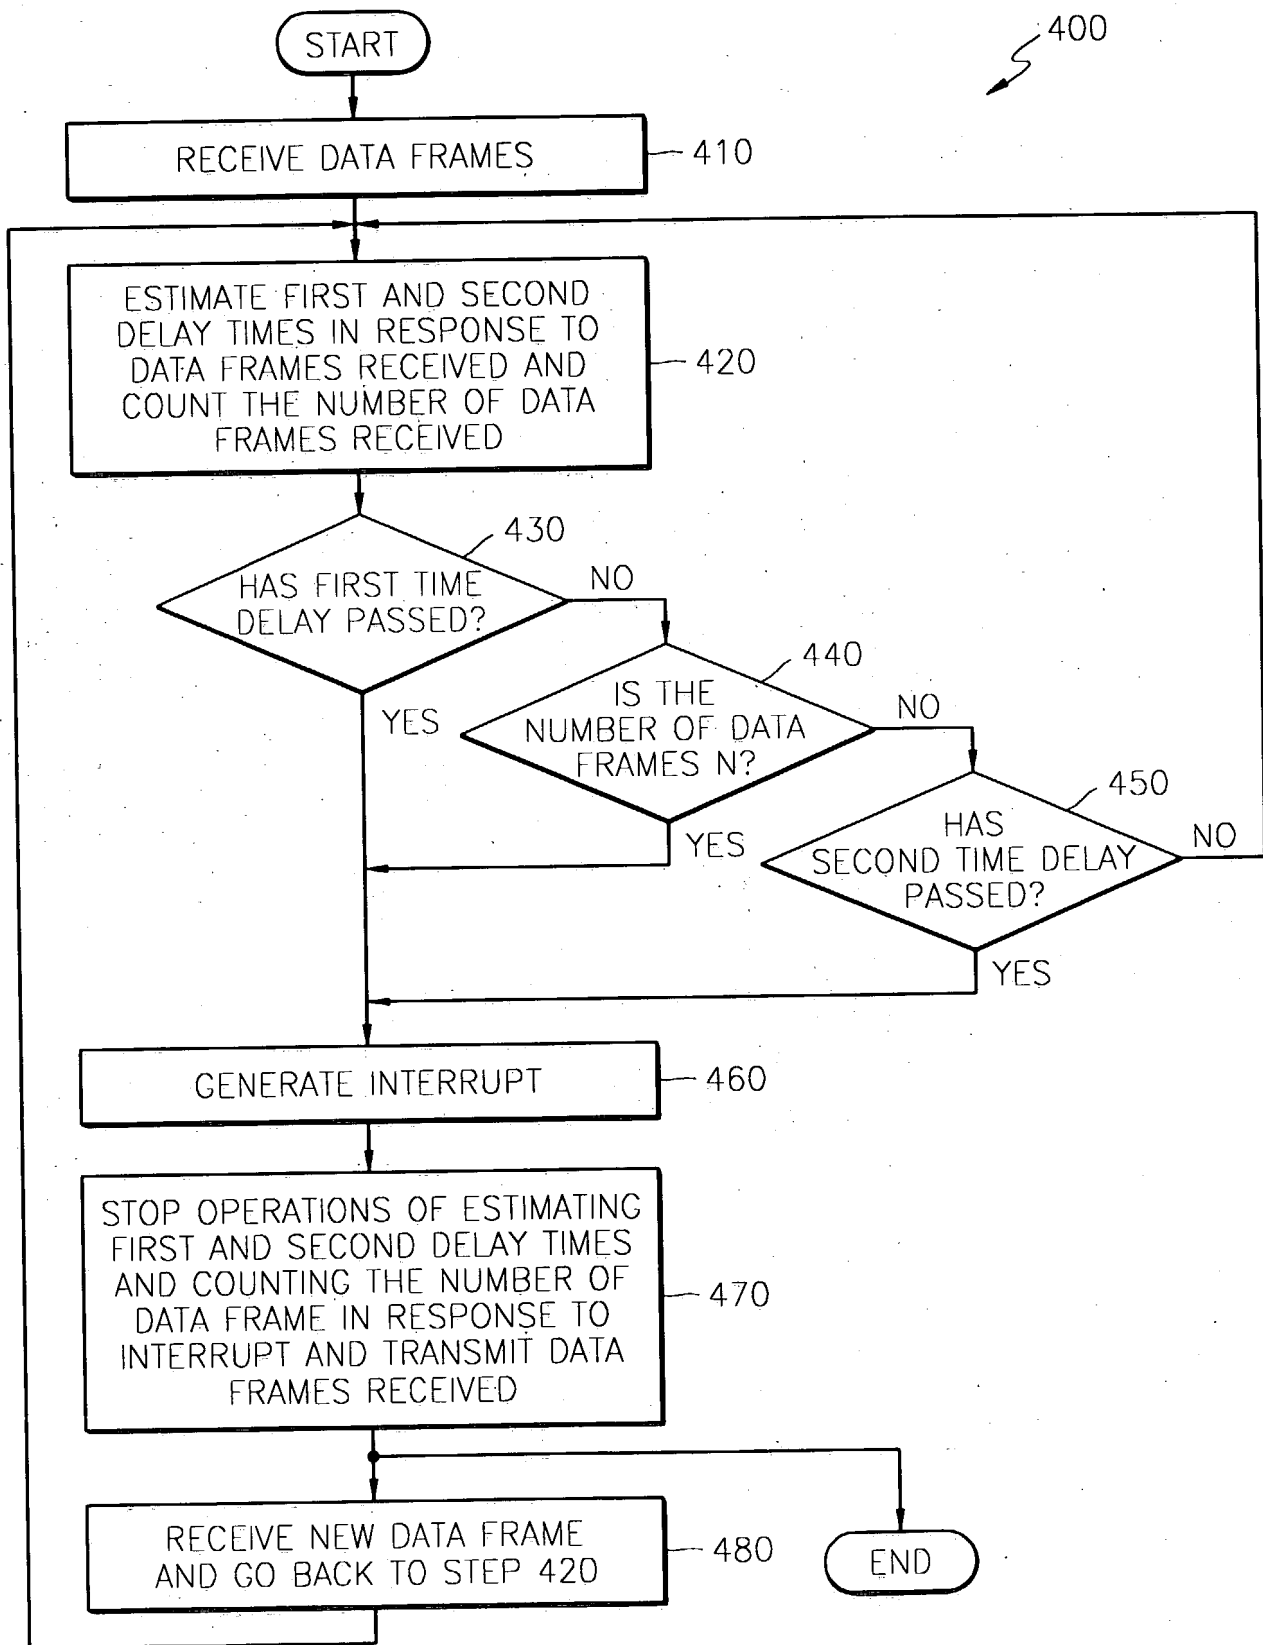 START
400
RECEIVE DATA FRAMES
410
ESTIMATE FIRST AND SECOND
DELAY TIMES IN RESPONSE TO
DATA FRAMES RECEIVED AND
COUNT THE NUMBER OF DATA
FRAMES RECEIVED
420
430
HAS FIRST TIME
DELAY PASSED?
NO
YES
440
IS THE
NUMBER OF DATA
FRAMES N?
NO
YES
450
HAS
SECOND TIME DELAY
PASSED?
NO
YES
GENERATE INTERRUPT
460
STOP OPERATIONS OF ESTIMATING
FIRST AND SECOND DELAY TIMES
AND COUNTING THE NUMBER OF
DATA FRAME IN RESPONSE TO
INTERRUPT AND TRANSMIT DATA
FRAMES RECEIVED
470
RECEIVE NEW DATA FRAME
AND GO BACK TO STEP 420
480
END